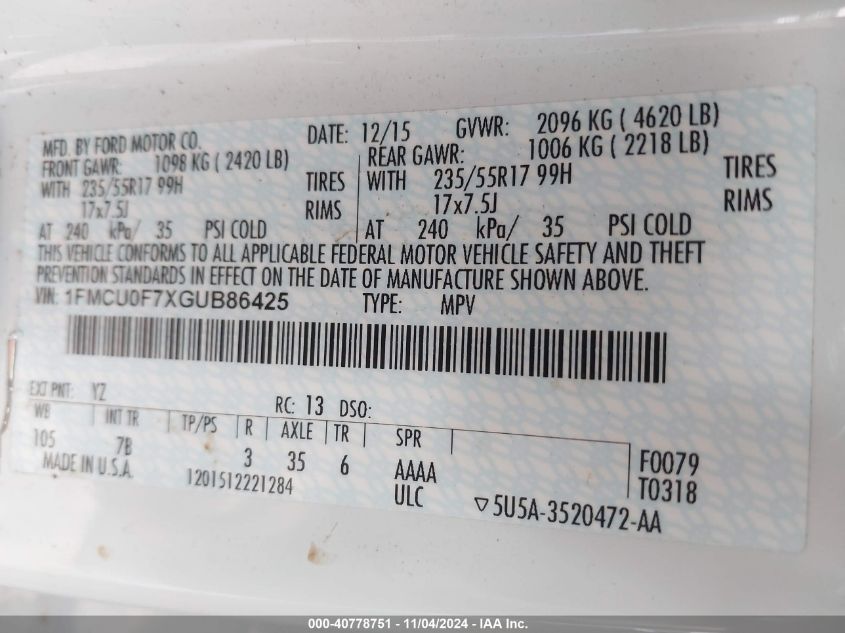 MFD. BY FORD MOTOR CO. DATE: 12/15 GVWR: 2096 KG ( 4620 LB)
FRONT GAWR: 1098 KG ( 2420 LB) REAR GAWR: 1006 KG ( 2218 LB)
WITH 235/55R17 99H TIRES WITH 235/55R17 99H TIRES
17x7.5J RIMS 17x7.5J RIMS
AT 240 kPa/ 35 PSI COLD AT 240 kPa/ 35 PSI COLD
THIS VEHICLE CONFORMS TO ALL APPLICABLE FEDERAL MOTOR VEHICLE SAFETY AND THEFT
PREVENTION STANDARDS IN EFFECT ON THE DATE OF MANUFACTURE SHOWN ABOVE.
VIN: 1FMCU0F7XGUB86425 TYPE: MPV
EXT PNT: YZ RC: 13 DSO:
WB INT TR TP/PS R AXLE TR SPR
105 7B 3 35 6 AAAA F0079
MADE IN U.S.A. 1201512221284 ULC T0318
▽5U5A-3520472-AA
000-40778751 - 11/04/2024 - IAA Inc.